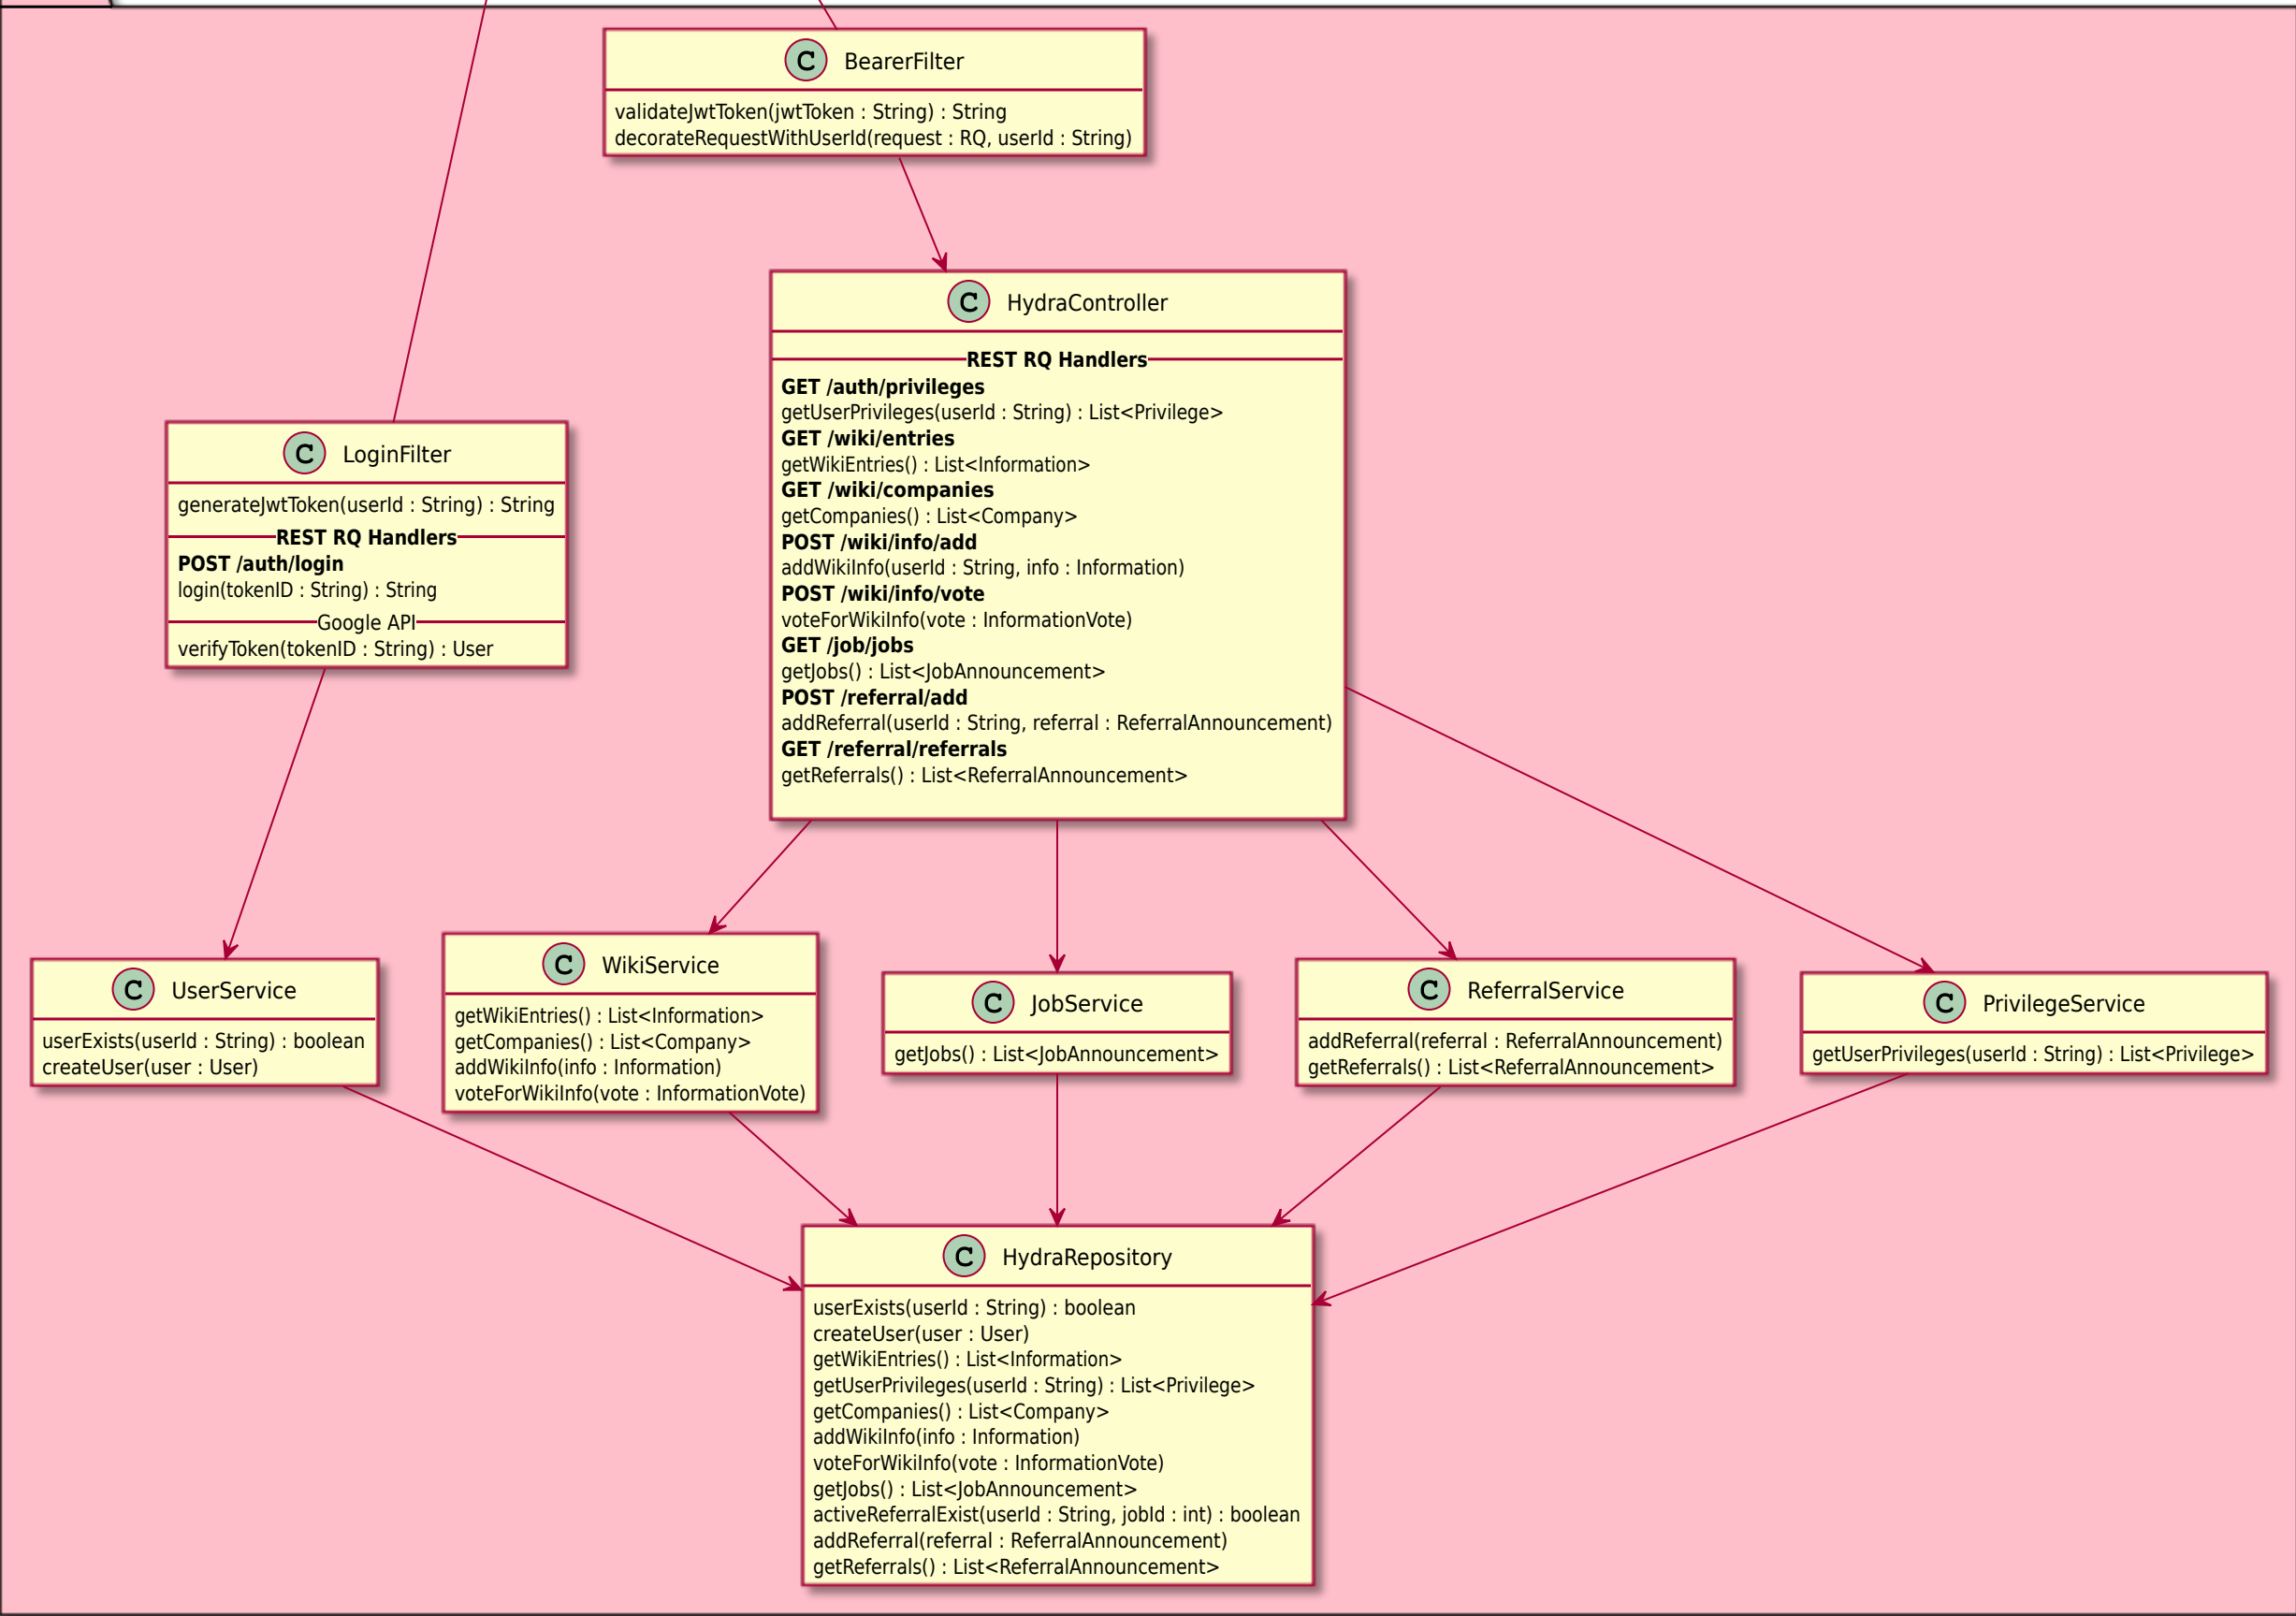 C BearerFilter
validateJwtToken(jwtToken : String) : String
decorateRequestWithUserId(request : RQ, userId : String)
C HydraController
REST RQ Handlers
GET /auth/privileges
getUserPrivileges(userId : String) : List<Privilege>
GET /wiki/entries
getWikiEntries() : List<Information>
GET /wiki/companies
getCompanies() : List<Company>
POST /wiki/info/add
addWikiInfo(userId : String, info : Information)
POST /wiki/info/vote
voteForWikiInfo(vote : InformationVote)
GET /job/jobs
getJobs() : List<JobAnnouncement>
POST /referral/add
addReferral(userId : String, referral : ReferralAnnouncement)
GET /referral/referrals
getReferrals() : List<ReferralAnnouncement>
C LoginFilter
generateJwtToken(userId : String) : String
REST RQ Handlers
POST /auth/login
login(tokenID : String) : String
Google API
verifyToken(tokenID : String) : User
C UserService
userExists(userId : String) : boolean
createUser(user : User)
C WikiService
getWikiEntries() : List<Information>
getCompanies() : List<Company>
addWikiInfo(info : Information)
voteForWikiInfo(vote : InformationVote)
C JobService
getJobs() : List<JobAnnouncement>
C ReferralService
addReferral(referral : ReferralAnnouncement)
getReferrals() : List<ReferralAnnouncement>
C PrivilegeService
getUserPrivileges(userId : String) : List<Privilege>
C HydraRepository
userExists(userId : String) : boolean
createUser(user : User)
getWikiEntries() : List<Information>
getUserPrivileges(userId : String) : List<Privilege>
getCompanies() : List<Company>
addWikiInfo(info : Information)
voteForWikiInfo(vote : InformationVote)
getJobs() : List<JobAnnouncement>
activeReferralExist(userId : String, jobId : int) : boolean
addReferral(referral : ReferralAnnouncement)
getReferrals() : List<ReferralAnnouncement>